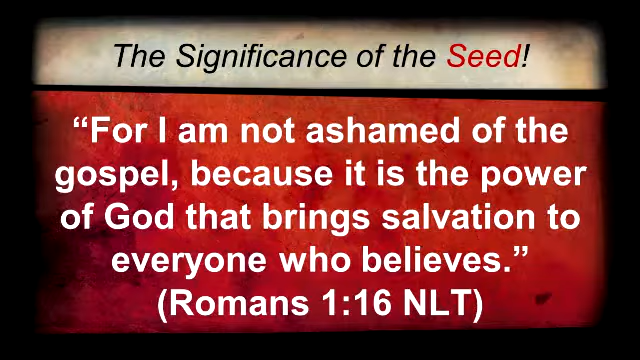 The Significance of the Seed!
“For I am not ashamed of the
gospel, because it is the power
of God that brings salvation to
everyone who believes.”
(Romans 1:16 NLT)